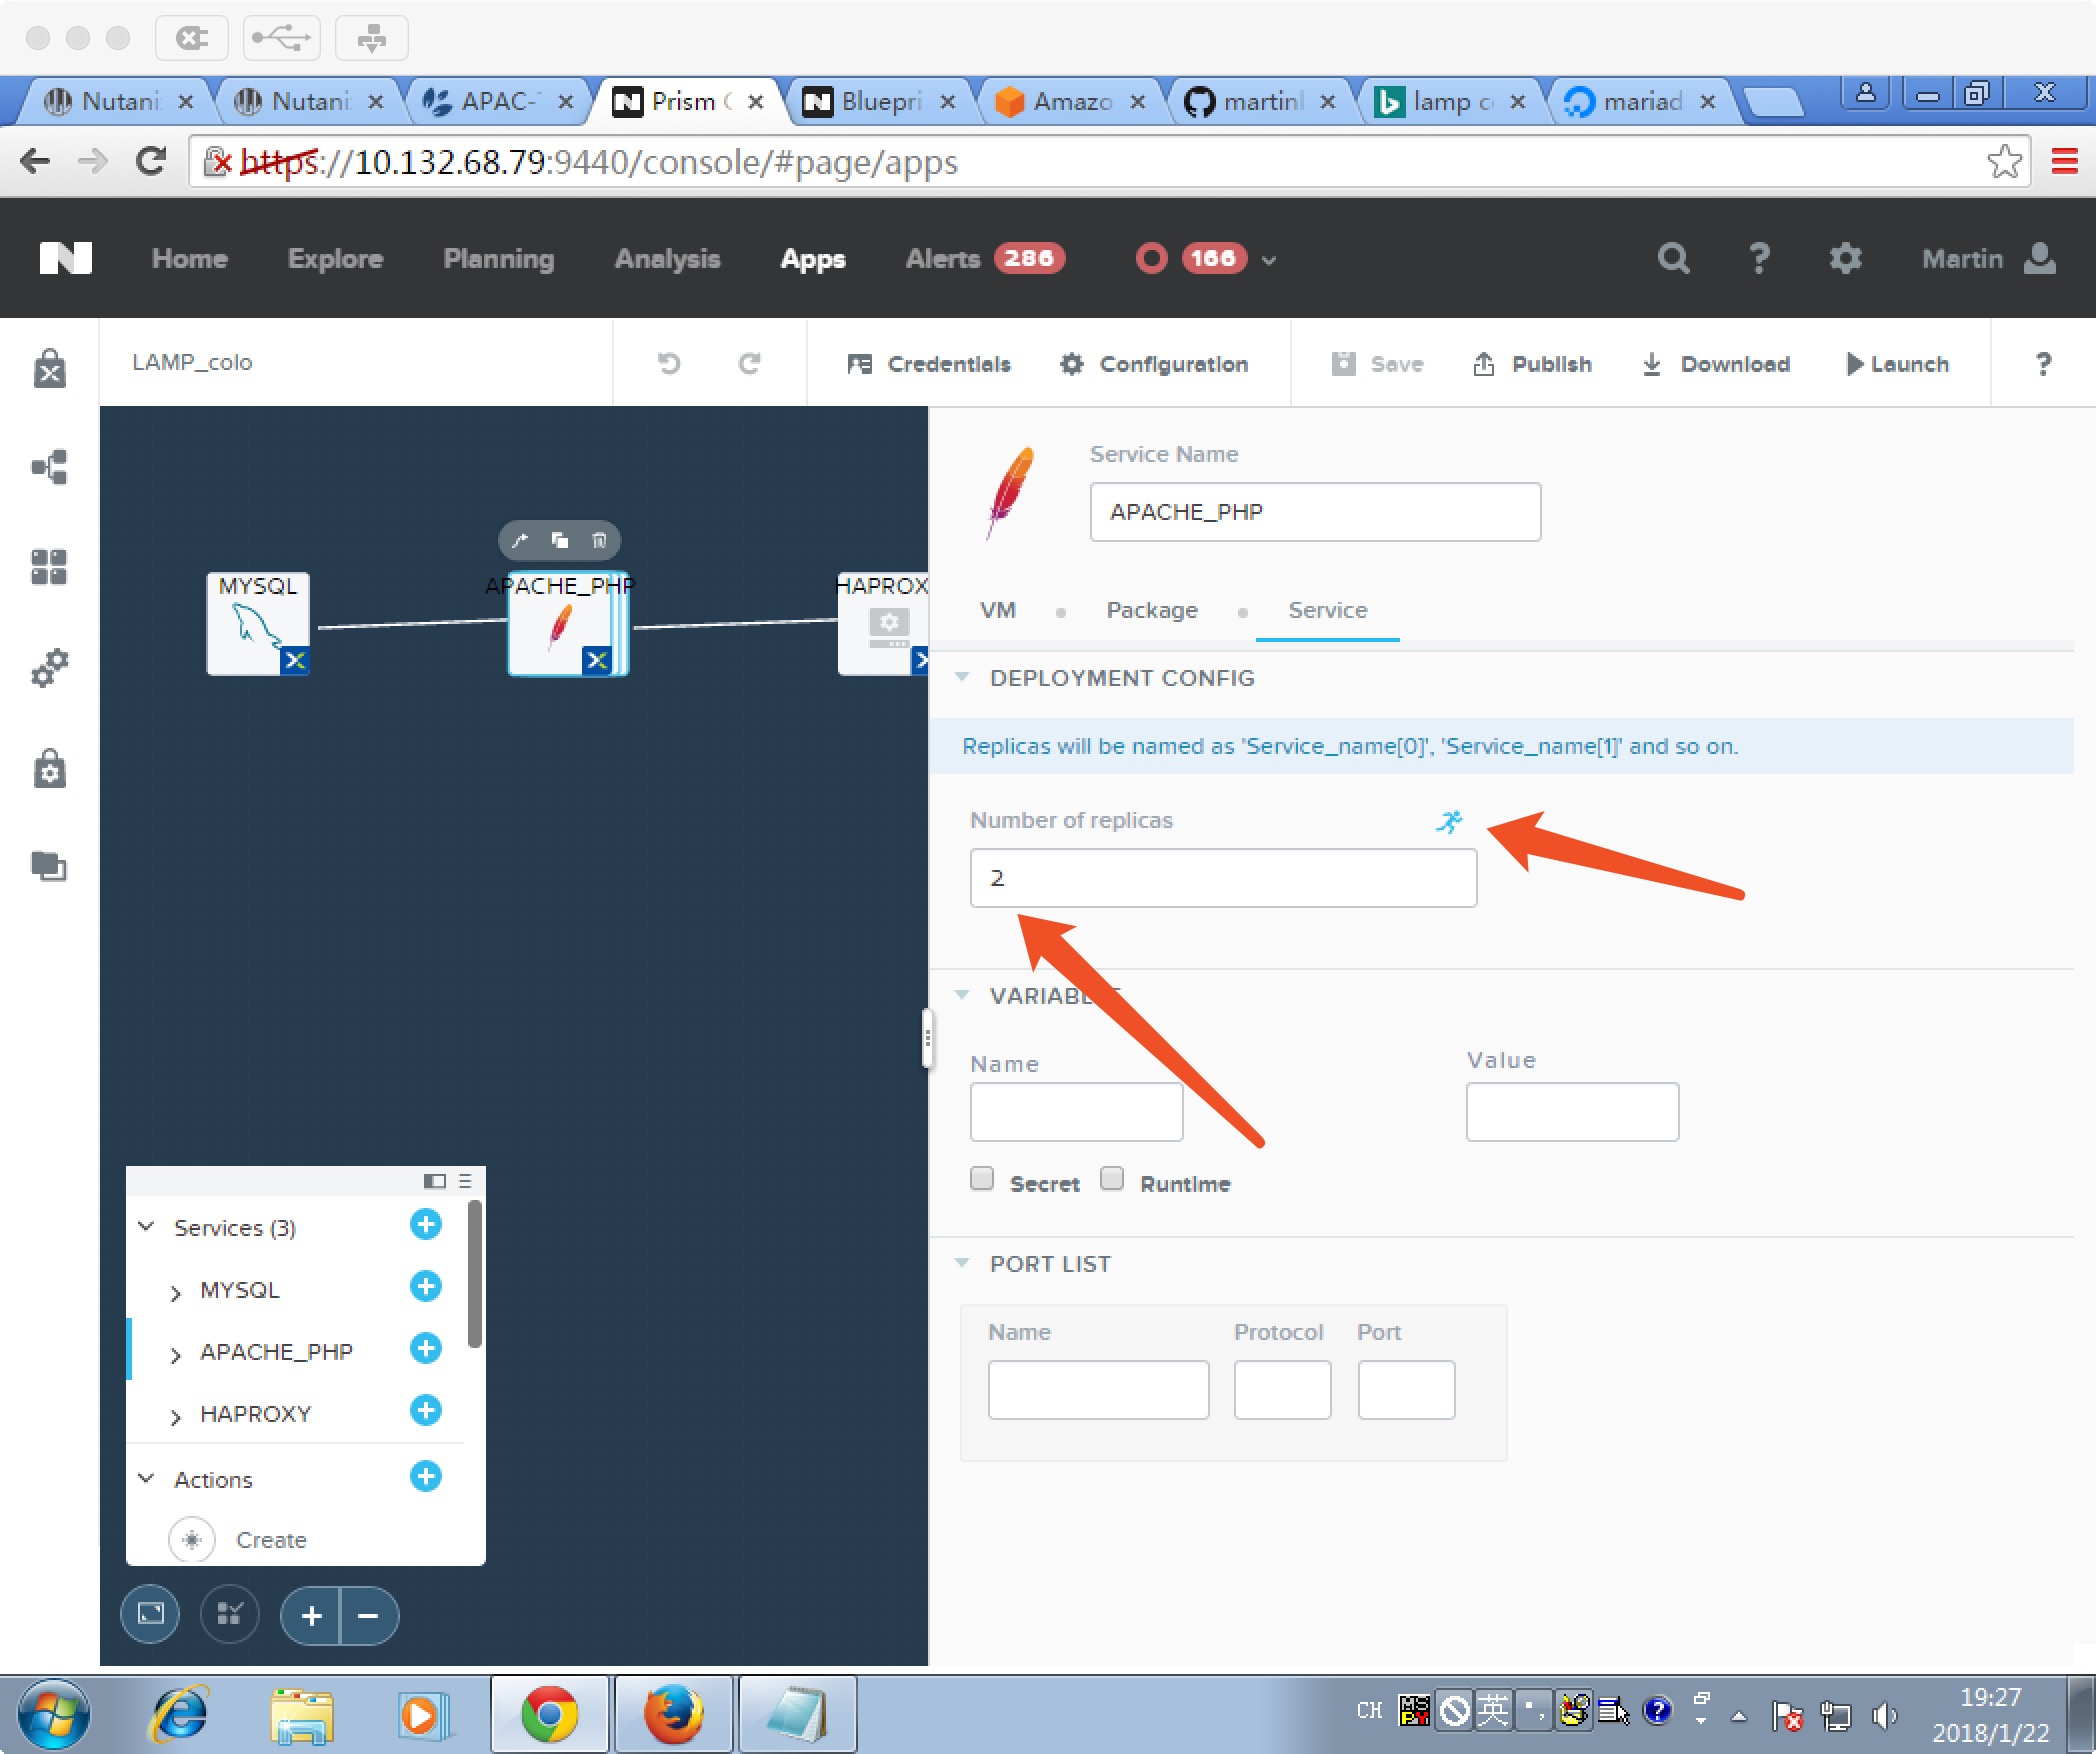 Nutani
Nutani
APAC-
Prism
Bluepri
Amazo
martinl
lamp c
mariad
https://10.132.68.79:9440/console/#page/apps
Home
Explore
Planning
Analysis
Apps
Alerts 286
166
?
Martin
LAMP_colo
Credentials
Configuration
Save
Publish
Download
Launch
?
MYSQL
APACHE_PHP
HAPROX
Service Name
APACHE_PHP
VM
Package
Service
DEPLOYMENT CONFIG
Replicas will be named as 'Service_name[0]', 'Service_name[1]' and so on.
Number of replicas
2
Name
Value
Secret
Runtime
PORT LIST
Name
Protocol
Port
Services (3)
MYSQL
APACHE_PHP
HAPROXY
Actions
Create
CH
英
19:27
2018/1/22